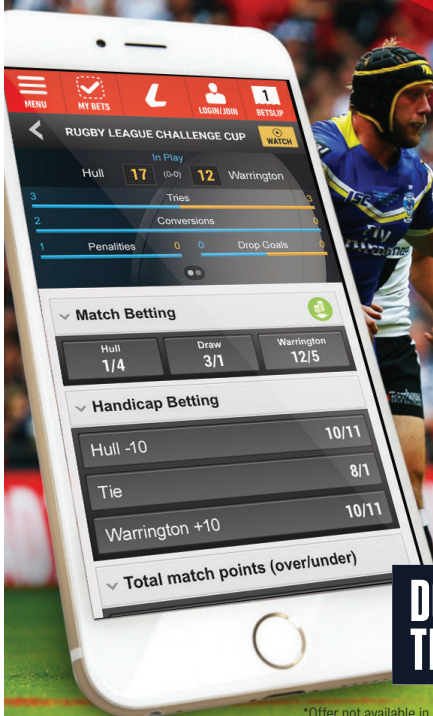 MENU
MY BETS
L
LOGIN/JOIN
1
BETSLIP
RUGBY LEAGUE CHALLENGE CUP
WATCH
In Play
Hull 17 (0-0) 12 Warrington
3 Tries 3
2 Conversions 0
1 Penalities 0 0 Drop Goals 0
Match Betting
Hull
1/4
Draw
3/1
Warrington
12/5
Handicap Betting
Hull -10 10/11
Tie 8/1
Warrington +10 10/11
Total match points (over/under)
ISC
*Offer not available in